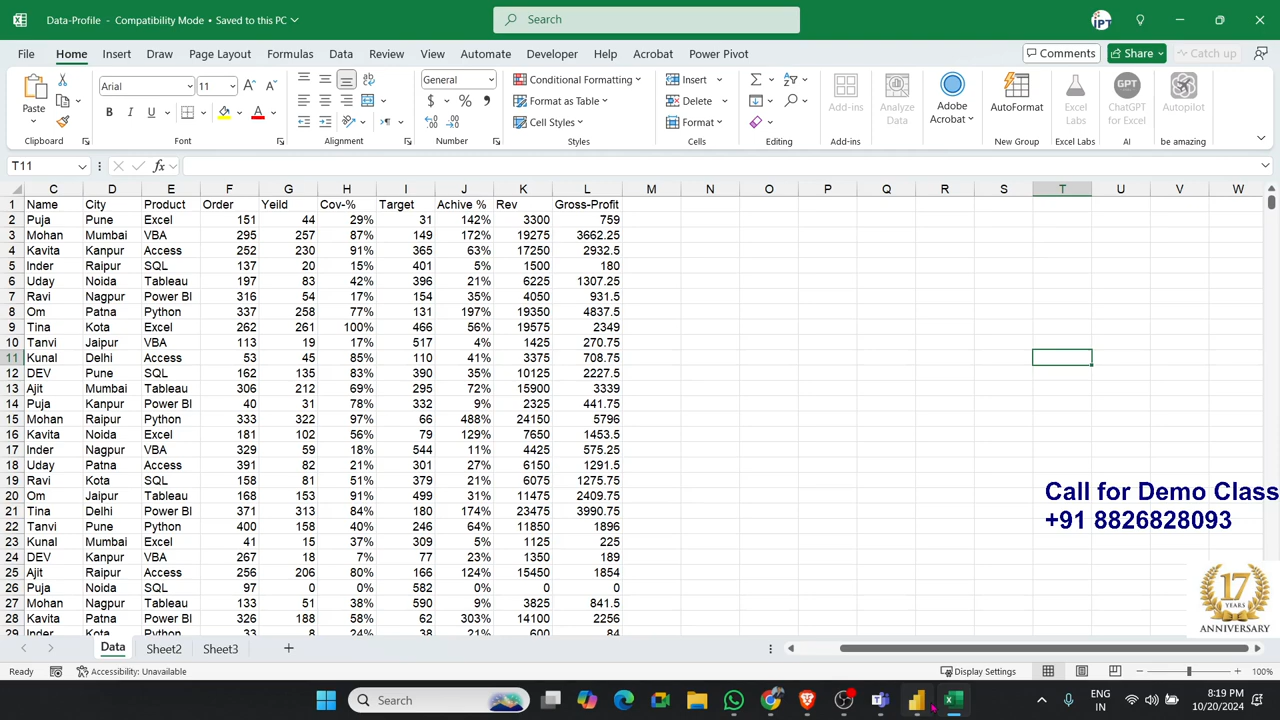 Data-Profile - Compatibility Mode • Saved to this PC
Search
IPT
File Home Insert Draw Page Layout Formulas Data Review View Automate Developer Help Acrobat Power Pivot
Comments Share Catch up
Paste
Arial 11
B I U
General
$ % ,
Conditional Formatting
Format as Table
Cell Styles
Insert
Delete
Format
Add-ins
Analyze Data
Adobe Acrobat
AutoFormat
Excel Labs
GPT
ChatGPT for Excel
Autopilot
Clipboard Font Alignment Number Styles Cells Editing Add-ins New Group Excel Labs AI be amazing
T11 fx
C D E F G H I J K L M N O P Q R S T U V W
1 Name City Product Order Yeild Cov-% Target Achive % Rev Gross-Profit
2 Puja Pune Excel 151 44 29% 31 142% 3300 759
3 Mohan Mumbai VBA 295 257 87% 149 172% 19275 3662.25
4 Kavita Kanpur Access 252 230 91% 365 63% 17250 2932.5
5 Inder Raipur SQL 137 20 15% 401 5% 1500 180
6 Uday Noida Tableau 197 83 42% 396 21% 6225 1307.25
7 Ravi Nagpur Power BI 316 54 17% 154 35% 4050 931.5
8 Om Patna Python 337 258 77% 131 197% 19350 4837.5
9 Tina Kota Excel 262 261 100% 466 56% 19575 2349
10 Tanvi Jaipur VBA 113 19 17% 517 4% 1425 270.75
11 Kunal Delhi Access 53 45 85% 110 41% 3375 708.75
12 DEV Pune SQL 162 135 83% 390 35% 10125 2227.5
13 Ajit Mumbai Tableau 306 212 69% 295 72% 15900 3339
14 Puja Kanpur Power BI 40 31 78% 332 9% 2325 441.75
15 Mohan Raipur Python 333 322 97% 66 488% 24150 5796
16 Kavita Noida Excel 181 102 56% 79 129% 7650 1453.5
17 Inder Nagpur VBA 329 59 18% 544 11% 4425 575.25
18 Uday Patna Access 391 82 21% 301 27% 6150 1291.5
19 Ravi Kota SQL 158 81 51% 379 21% 6075 1275.75
20 Om Jaipur Tableau 168 153 91% 499 31% 11475 2409.75
21 Tina Delhi Power BI 371 313 84% 180 174% 23475 3990.75
22 Tanvi Pune Python 400 158 40% 246 64% 11850 1896
23 Kunal Mumbai Excel 41 15 37% 309 5% 1125 225
24 DEV Kanpur VBA 267 18 7% 77 23% 1350 189
25 Ajit Raipur Access 256 206 80% 166 124% 15450 1854
26 Puja Noida SQL 97 0 0% 582 0% 0 0
27 Mohan Nagpur Tableau 133 51 38% 590 9% 3825 841.5
28 Kavita Patna Power BI 326 188 58% 62 303% 14100 2256
29 Inder Kota Python 33 8 24% 38 21% 600 84
Call for Demo Class
+91 8826828093
17
YEARS
ANNIVERSARY
Data Sheet2 Sheet3
Ready Accessibility: Unavailable Display Settings 100%
Search
ENG
IN
8:19 PM
10/20/2024